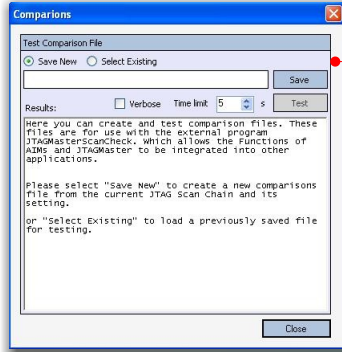 Comparions
Test Comparison File
Save New Select Existing
Save
Results: Verbose Time limit 5 s Test
Here you can create and test comparison files. These
files are for use with the external program
JTAGMasterScanCheck. Which allows the Functions of
AIMs and JTAGMaster to be integrated into other
applications.
Please select "Save New" to create a new comparisons
file from the current JTAG Scan Chain and its
setting.
or "Select Existing" to load a previously saved file
for testing.
Close